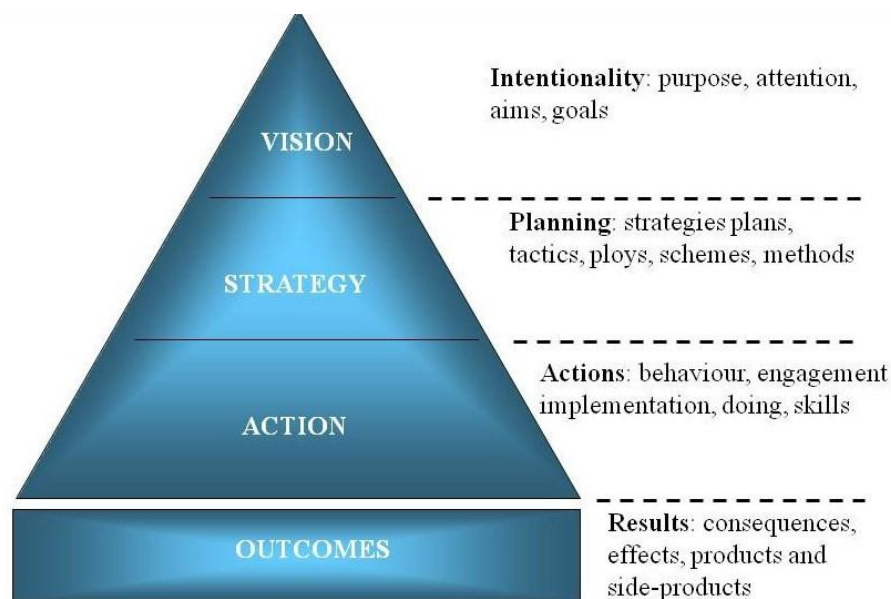 Intentionality: purpose, attention,
aims, goals
VISION
Planning: strategies plans,
tactics, ploys, schemes, methods
STRATEGY
Actions: behaviour, engagement
implementation, doing, skills
ACTION
Results: consequences,
effects, products and
side-products
OUTCOMES